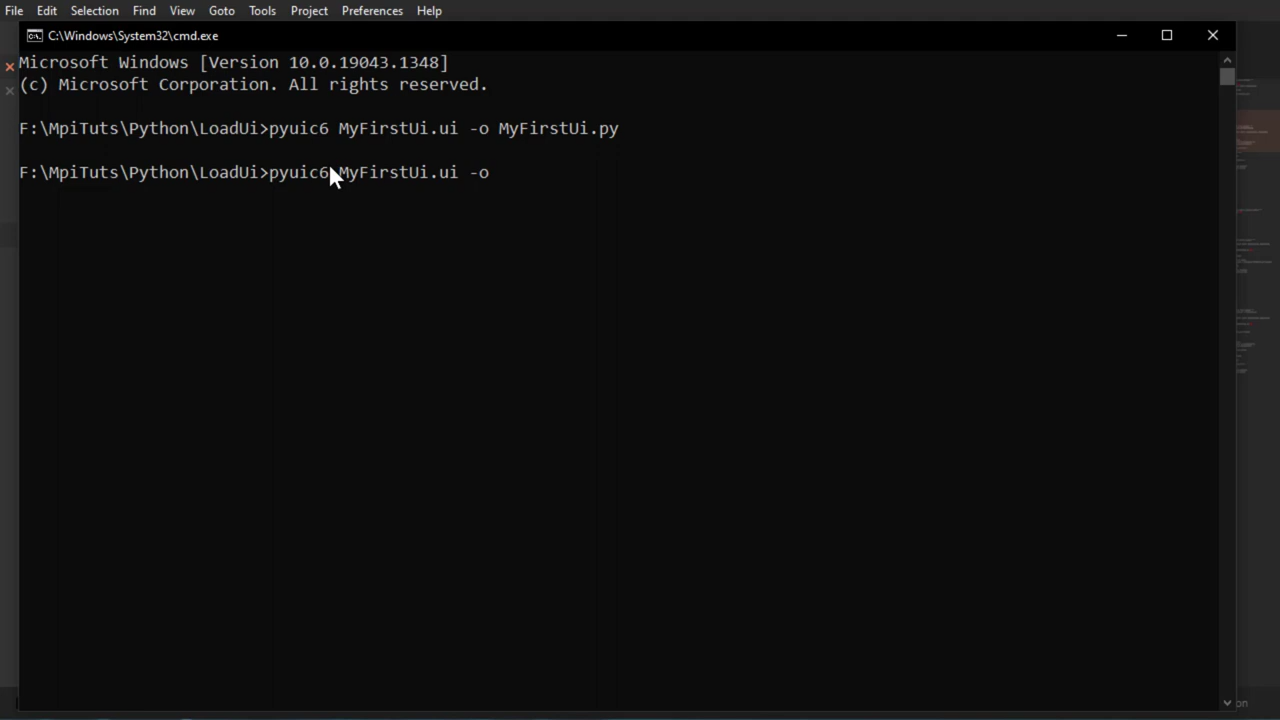 File Edit Selection Find View Goto Tools Project Preferences Help
C:\Windows\System32\cmd.exe
Microsoft Windows [Version 10.0.19043.1348]
(c) Microsoft Corporation. All rights reserved.
F:\MpiTuts\Python\LoadUi>pyuic6 MyFirstUi.ui -o MyFirstUi.py
F:\MpiTuts\Python\LoadUi>pyuic6 MyFirstUi.ui -o